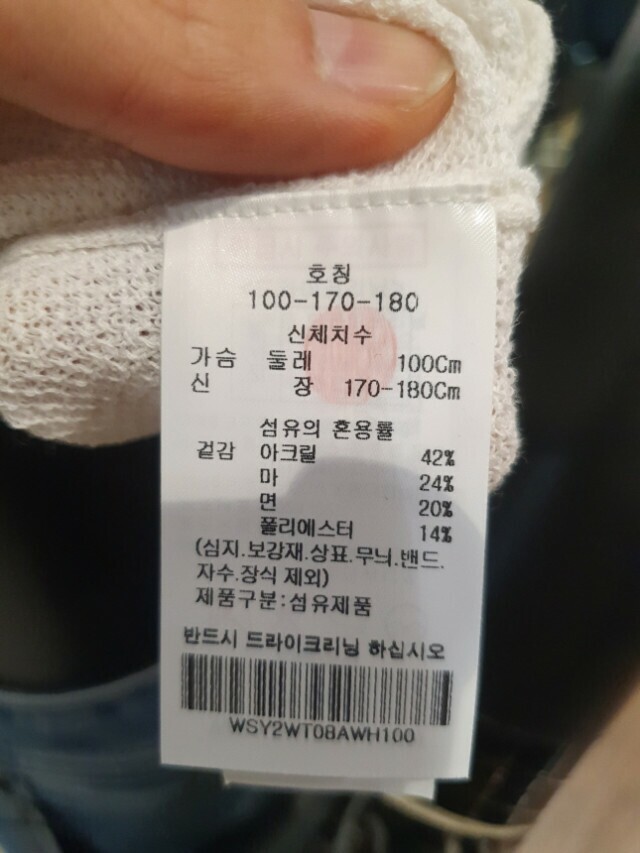 호칭
100-170-180
신체치수
가슴 둘레 100Cm
신 장 170-180Cm
섬유의 혼용률
겉감 아크릴 42%
마 24%
면 20%
폴리에스터 14%
(심지.보강재.상표.무늬.밴드.
자수.장식 제외)
제품구분:섬유제품
반드시 드라이크리닝 하십시오
WSY2WT08AWH100